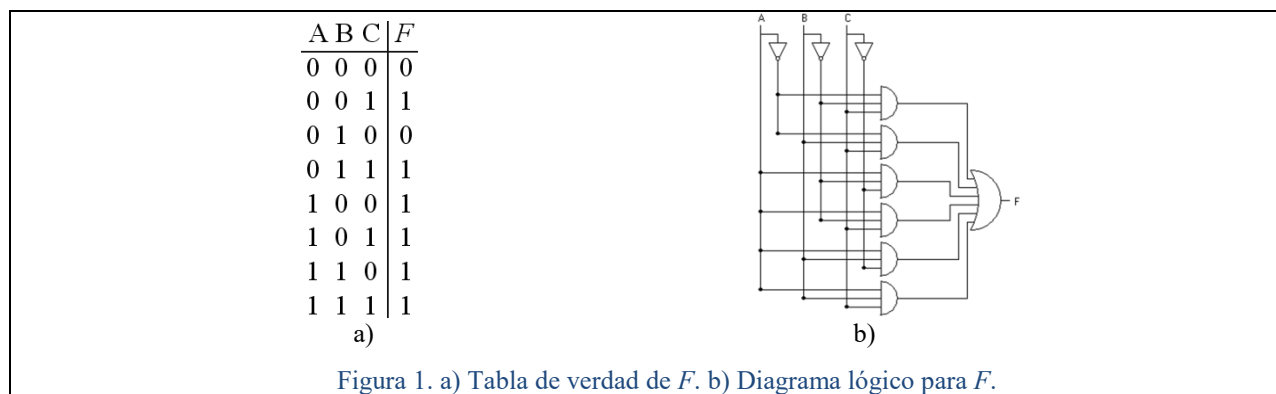 A B C F
0 0 0 0
0 0 1 1
0 1 0 0
0 1 1 1
1 0 0 1
1 0 1 1
1 1 0 1
1 1 1 1
a)
A B C
F
b)
Figura 1. a) Tabla de verdad de F. b) Diagrama lógico para F.